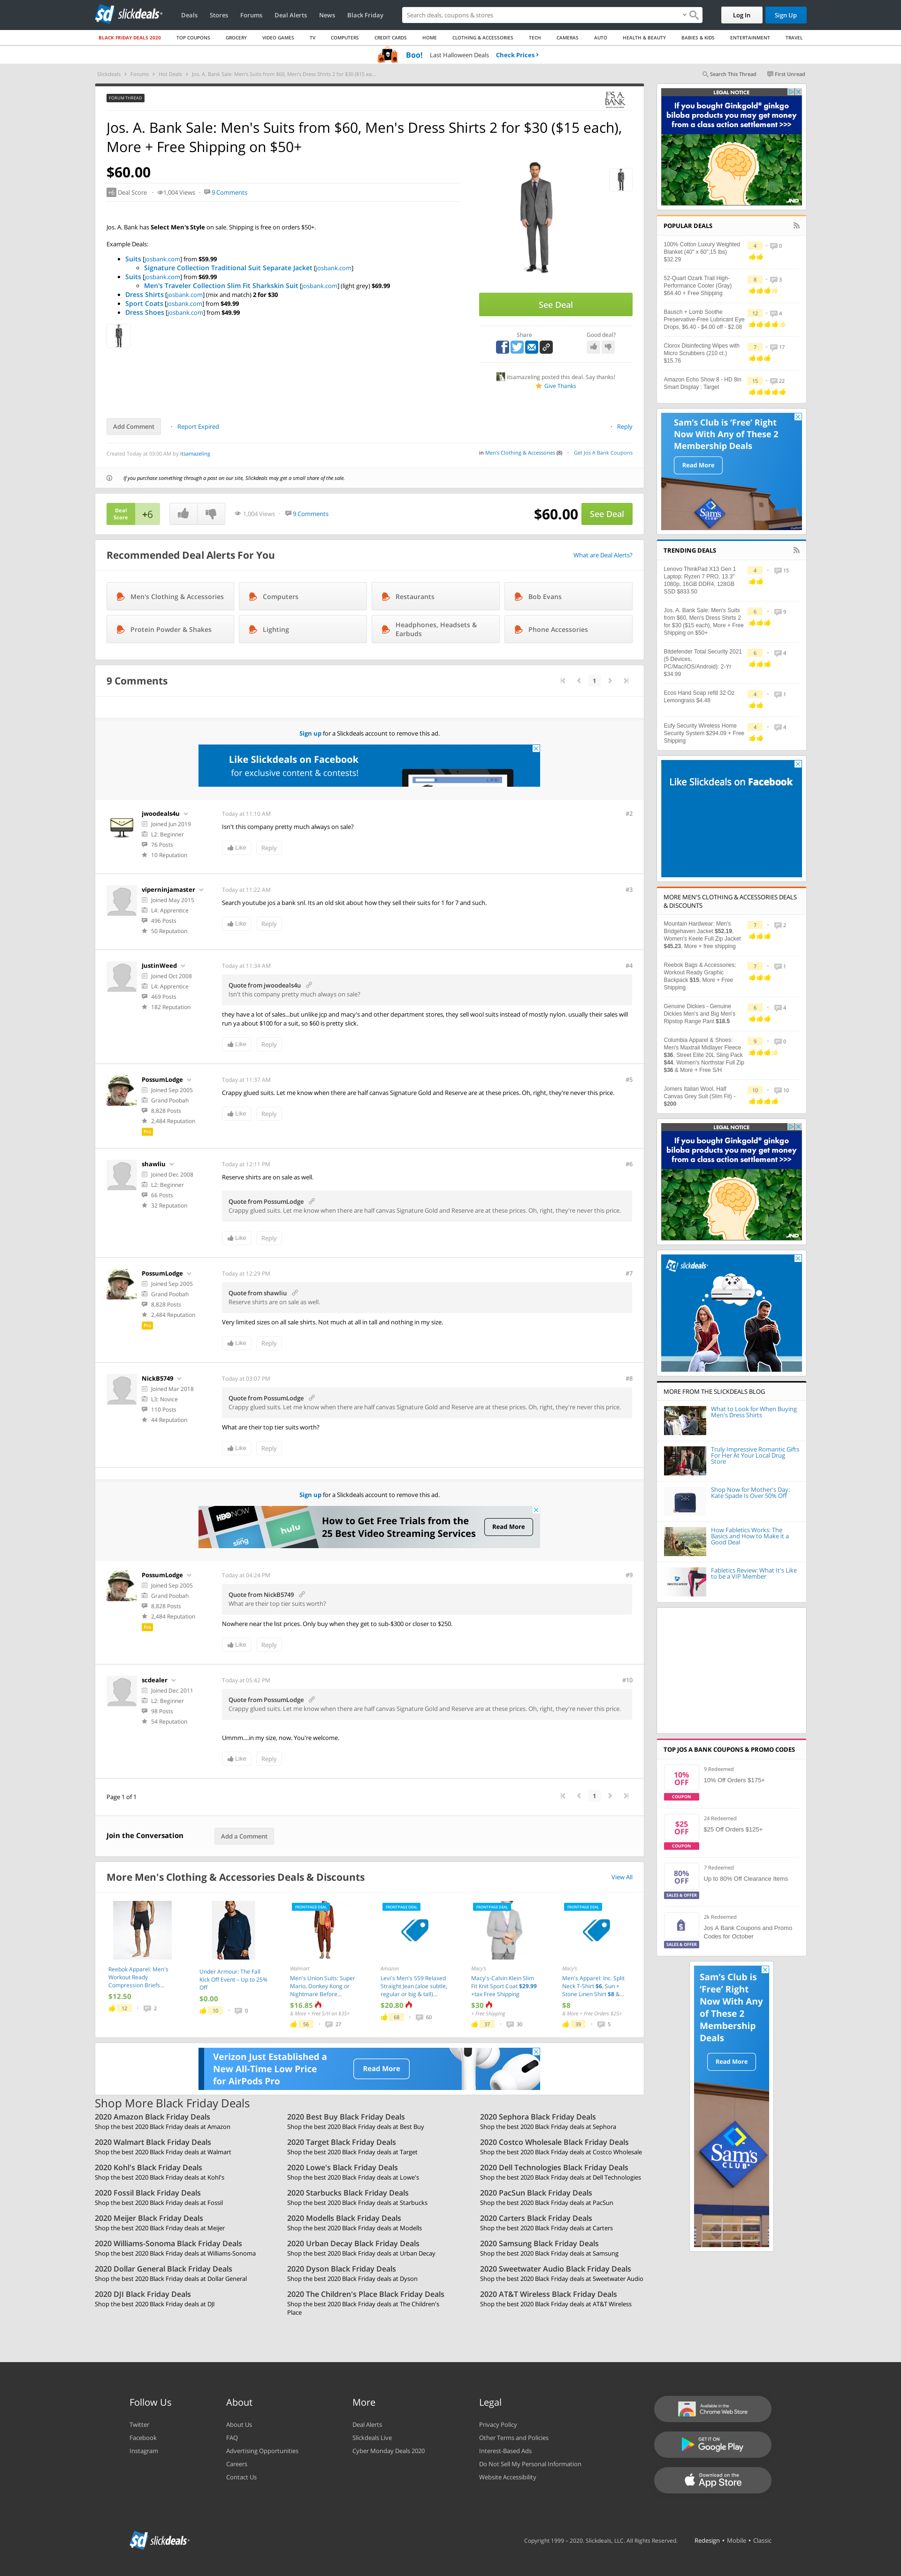 slickdeals
Deals
Stores
Forums
Deal Alerts
News
Black Friday
Search deals, coupons & stores
Log In
Sign Up
BLACK FRIDAY DEALS 2020
TOP COUPONS
GROCERY
VIDEO GAMES
TV
COMPUTERS
CREDIT CARDS
HOME
CLOTHING & ACCESSORIES
TECH
CAMERAS
AUTO
HEALTH & BEAUTY
BABIES & KIDS
ENTERTAINMENT
TRAVEL
Boo! Last Halloween Deals Check Prices
Slickdeals > Forums > Hot Deals > Jos. A. Bank Sale: Men's Suits from $60, Men's Dress Shirts 2 for $30 ($15 ea...
Search This Thread
First Unread
FORUM THREAD
JOS A BANK
Jos. A. Bank Sale: Men's Suits from $60, Men's Dress Shirts 2 for $30 ($15 each),
More + Free Shipping on $50+
$60.00
+6 Deal Score
1,004 Views
9 Comments
Jos. A. Bank has Select Men's Style on sale. Shipping is free on orders $50+.
Example Deals:
Suits [josbank.com] from $59.99
Signature Collection Traditional Suit Separate Jacket [josbank.com]
Suits [josbank.com] from $69.99
Men's Traveler Collection Slim Fit Sharkskin Suit [josbank.com] (light grey) $69.99
Dress Shirts [josbank.com] (mix and match) 2 for $30
Sport Coats [josbank.com] from $49.99
Dress Shoes [josbank.com] from $49.99
See Deal
Share
Good deal?
itsamazeling posted this deal. Say thanks!
Give Thanks
Add Comment
Report Expired
Reply
Created Today at 03:00 AM by itsamazeling
in Men's Clothing & Accessories (8)
Get Jos A Bank Coupons
If you purchase something through a post on our site, Slickdeals may get a small share of the sale.
Deal Score +6
1,004 Views
9 Comments
$60.00
See Deal
Recommended Deal Alerts For You
What are Deal Alerts?
Men's Clothing & Accessories
Computers
Restaurants
Bob Evans
Protein Powder & Shakes
Lighting
Headphones, Headsets & Earbuds
Phone Accessories
9 Comments
1
Sign up for a Slickdeals account to remove this ad.
Like Slickdeals on Facebook
for exclusive content & contests!
jwoodeals4u
Joined Jun 2019
L2: Beginner
76 Posts
10 Reputation
Today at 11:10 AM
#2
Isn't this company pretty much always on sale?
Like
Reply
viperninjamaster
Joined May 2015
L4: Apprentice
496 Posts
50 Reputation
Today at 11:22 AM
#3
Search youtube jos a bank snl. Its an old skit about how they sell their suits for 1 for 7 and such.
Like
Reply
JustinWeed
Joined Oct 2008
L4: Apprentice
469 Posts
182 Reputation
Today at 11:34 AM
#4
Quote from jwoodeals4u
Isn't this company pretty much always on sale?
they have a lot of sales...but unlike jcp and macy's and other department stores, they sell wool suits instead of mostly nylon. usually their sales will
run ya about $100 for a suit, so $60 is pretty slick.
Like
Reply
PossumLodge
Joined Sep 2005
Grand Poobah
8,828 Posts
2,484 Reputation
Pro
Today at 11:37 AM
#5
Crappy glued suits. Let me know when there are half canvas Signature Gold and Reserve are at these prices. Oh, right, they're never this price.
Like
Reply
shawliu
Joined Dec 2008
L2: Beginner
66 Posts
32 Reputation
Today at 12:11 PM
#6
Reserve shirts are on sale as well.
Quote from PossumLodge
Crappy glued suits. Let me know when there are half canvas Signature Gold and Reserve are at these prices. Oh, right, they're never this price.
Like
Reply
PossumLodge
Joined Sep 2005
Grand Poobah
8,828 Posts
2,484 Reputation
Pro
Today at 12:29 PM
#7
Quote from shawliu
Reserve shirts are on sale as well.
Very limited sizes on all sale shirts. Not much at all in tall and nothing in my size.
Like
Reply
NickB5749
Joined Mar 2018
L3: Novice
110 Posts
44 Reputation
Today at 03:07 PM
#8
Quote from PossumLodge
Crappy glued suits. Let me know when there are half canvas Signature Gold and Reserve are at these prices. Oh, right, they're never this price.
What are their top tier suits worth?
Like
Reply
Sign up for a Slickdeals account to remove this ad.
HBO NOW
sling
hulu
How to Get Free Trials from the
25 Best Video Streaming Services
Read More
PossumLodge
Joined Sep 2005
Grand Poobah
8,828 Posts
2,484 Reputation
Pro
Today at 04:24 PM
#9
Quote from NickB5749
What are their top tier suits worth?
Nowhere near the list prices. Only buy when they get to sub-$300 or closer to $250.
Like
Reply
scdealer
Joined Dec 2011
L2: Beginner
98 Posts
54 Reputation
Today at 05:42 PM
#10
Quote from PossumLodge
Crappy glued suits. Let me know when there are half canvas Signature Gold and Reserve are at these prices. Oh, right, they're never this price.
Ummm....in my size, now. You're welcome.
Like
Reply
Page 1 of 1
1
Join the Conversation
Add a Comment
More Men's Clothing & Accessories Deals & Discounts
View All
Reebok Apparel: Men's Workout Ready Compression Briefs...
$12.50
12
2
Under Armour: The Fall Kick Off Event – Up to 25% Off
$0.00
10
0
FRONTPAGE DEAL
Walmart
Men's Union Suits: Super Mario, Donkey Kong or Nightmare Before...
$16.85
& More + Free S/H on $35+
56
27
FRONTPAGE DEAL
Amazon
Levi's Men's 559 Relaxed Straight Jean (aloe subtle, regular or big & tall)...
$20.80
68
60
FRONTPAGE DEAL
Macy's
Macy's-Calvin Klein Slim Fit Knit Sport Coat $29.99 +tax Free Shipping
$30
+ Free Shipping
37
30
FRONTPAGE DEAL
Macy's
Men's Apparel: Inc. Split Neck T-Shirt $6, Sun + Stone Linen Shirt $8 &...
$8
& More + Free Orders $25+
39
5
Verizon Just Established a
New All-Time Low Price
for AirPods Pro
Read More
Shop More Black Friday Deals
2020 Amazon Black Friday Deals
Shop the best 2020 Black Friday deals at Amazon
2020 Best Buy Black Friday Deals
Shop the best 2020 Black Friday deals at Best Buy
2020 Sephora Black Friday Deals
Shop the best 2020 Black Friday deals at Sephora
2020 Walmart Black Friday Deals
Shop the best 2020 Black Friday deals at Walmart
2020 Target Black Friday Deals
Shop the best 2020 Black Friday deals at Target
2020 Costco Wholesale Black Friday Deals
Shop the best 2020 Black Friday deals at Costco Wholesale
2020 Kohl's Black Friday Deals
Shop the best 2020 Black Friday deals at Kohl's
2020 Lowe's Black Friday Deals
Shop the best 2020 Black Friday deals at Lowe's
2020 Dell Technologies Black Friday Deals
Shop the best 2020 Black Friday deals at Dell Technologies
2020 Fossil Black Friday Deals
Shop the best 2020 Black Friday deals at Fossil
2020 Starbucks Black Friday Deals
Shop the best 2020 Black Friday deals at Starbucks
2020 PacSun Black Friday Deals
Shop the best 2020 Black Friday deals at PacSun
2020 Meijer Black Friday Deals
Shop the best 2020 Black Friday deals at Meijer
2020 Modells Black Friday Deals
Shop the best 2020 Black Friday deals at Modells
2020 Carters Black Friday Deals
Shop the best 2020 Black Friday deals at Carters
2020 Williams-Sonoma Black Friday Deals
Shop the best 2020 Black Friday deals at Williams-Sonoma
2020 Urban Decay Black Friday Deals
Shop the best 2020 Black Friday deals at Urban Decay
2020 Samsung Black Friday Deals
Shop the best 2020 Black Friday deals at Samsung
2020 Dollar General Black Friday Deals
Shop the best 2020 Black Friday deals at Dollar General
2020 Dyson Black Friday Deals
Shop the best 2020 Black Friday deals at Dyson
2020 Sweetwater Audio Black Friday Deals
Shop the best 2020 Black Friday deals at Sweetwater Audio
2020 DJI Black Friday Deals
Shop the best 2020 Black Friday deals at DJI
2020 The Children's Place Black Friday Deals
Shop the best 2020 Black Friday deals at The Children's
Place
2020 AT&T Wireless Black Friday Deals
Shop the best 2020 Black Friday deals at AT&T Wireless
LEGAL NOTICE
If you bought Ginkgold® ginkgo
biloba products you may get money
from a class action settlement >>>
JND
POPULAR DEALS
100% Cotton Luxury Weighted Blanket (40" x 60",15 lbs) $32.29
4
0
52-Quart Ozark Trail High-Performance Cooler (Gray) $64.40 + Free Shipping
8
3
Bausch + Lomb Soothe Preservative-Free Lubricant Eye Drops, $6.40 - $4.00 off - $2.08
12
4
Clorox Disinfecting Wipes with Micro Scrubbers (210 ct.) $15.76
7
17
Amazon Echo Show 8 - HD 8in Smart Display : Target
15
22
Sam's Club is 'Free' Right
Now With Any of These 2
Membership Deals
Read More
Sam's
CLUB
TRENDING DEALS
Lenovo ThinkPad X13 Gen 1 Laptop: Ryzen 7 PRO, 13.3" 1080p, 16GB DDR4, 128GB SSD $833.50
4
15
Jos. A. Bank Sale: Men's Suits from $60, Men's Dress Shirts 2 for $30 ($15 each), More + Free Shipping on $50+
6
9
Bitdefender Total Security 2021 (5 Devices, PC/Mac/iOS/Android): 2-Yr $34.99
6
4
Ecos Hand Soap refill 32 Oz Lemongrass $4.48
4
1
Eufy Security Wireless Home Security System $294.09 + Free Shipping
4
4
Like Slickdeals on Facebook
MORE MEN'S CLOTHING & ACCESSORIES DEALS
& DISCOUNTS
Mountain Hardwear: Men's Bridgehaven Jacket $52.19, Women's Keele Full Zip Jacket $45.23, More + free shipping
7
2
Reebok Bags & Accessories: Workout Ready Graphic Backpack $15, More + Free Shipping
7
1
Genuine Dickies - Genuine Dickies Men's and Big Men's Ripstop Range Pant $18.5
6
4
Columbia Apparel & Shoes: Men's Maxtrail Midlayer Fleece $36, Street Elite 20L Sling Pack $44, Women's Northstar Full Zip $36 & More + Free S/H
9
0
Jomers Italian Wool, Half Canvas Grey Suit (Slim Fit) - $200
10
10
LEGAL NOTICE
If you bought Ginkgold® ginkgo
biloba products you may get money
from a class action settlement >>>
JND
slickdeals
MORE FROM THE SLICKDEALS BLOG
What to Look for When Buying Men's Dress Shirts
Truly Impressive Romantic Gifts For Her At Your Local Drug Store
Shop Now for Mother's Day: Kate Spade Is Over 50% Off
How Fabletics Works: The Basics and How to Make it a Good Deal
Fabletics Review: What It's Like to be a VIP Member
TOP JOS A BANK COUPONS & PROMO CODES
10% OFF
COUPON
9 Redeemed
10% Off Orders $175+
$25 OFF
COUPON
24 Redeemed
$25 Off Orders $125+
80% OFF
SALES & OFFER
7 Redeemed
Up to 80% Off Clearance Items
SALES & OFFER
2k Redeemed
Jos A Bank Coupons and Promo Codes for October
Sam's Club is
'Free' Right
Now With Any
of These 2
Membership
Deals
Read More
Sam's
CLUB
Follow Us
Twitter
Facebook
Instagram
About
About Us
FAQ
Advertising Opportunities
Careers
Contact Us
More
Deal Alerts
Slickdeals Live
Cyber Monday Deals 2020
Legal
Privacy Policy
Other Terms and Policies
Interest-Based Ads
Do Not Sell My Personal Information
Website Accessibility
Available in the
Chrome Web Store
GET IT ON
Google Play
Download on the
App Store
slickdeals
Copyright 1999 – 2020. Slickdeals, LLC. All Rights Reserved.
Redesign • Mobile • Classic